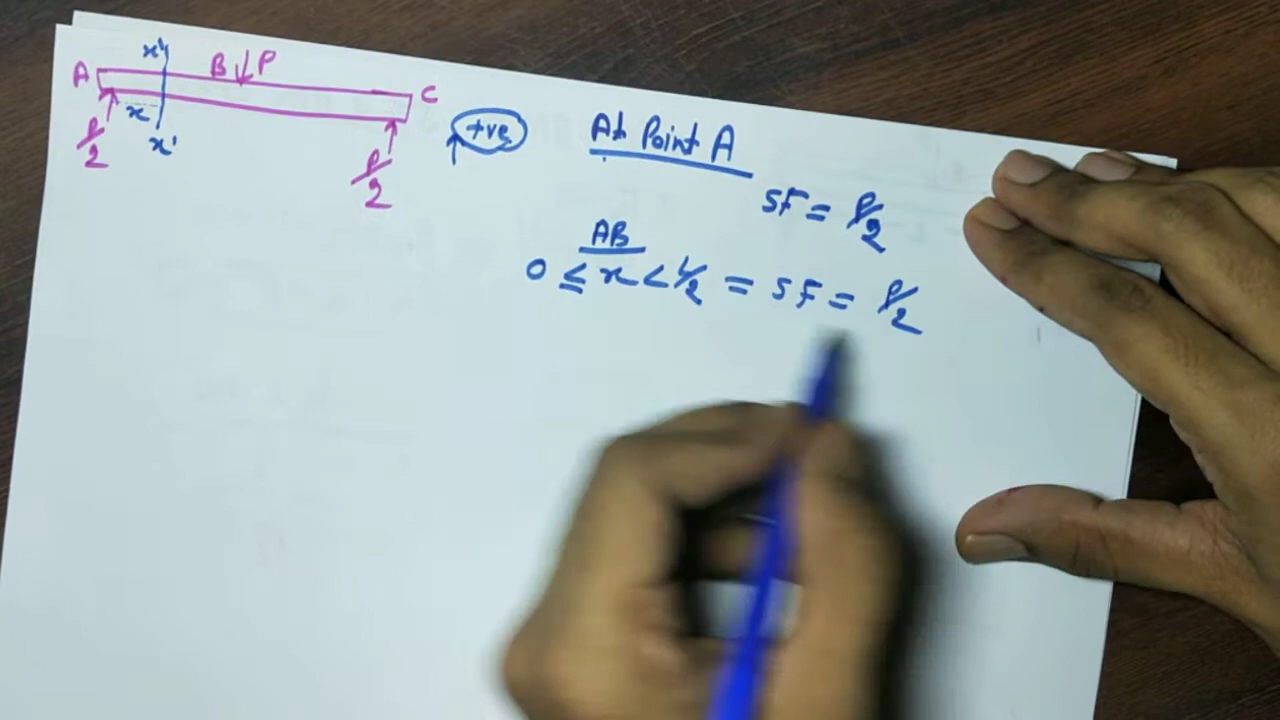 x'
A
B
P
C
x
x'
P/2
P/2
+ve
At Point A
SF = P/2
AB
0 ≤ x < L/2 = SF = P/2